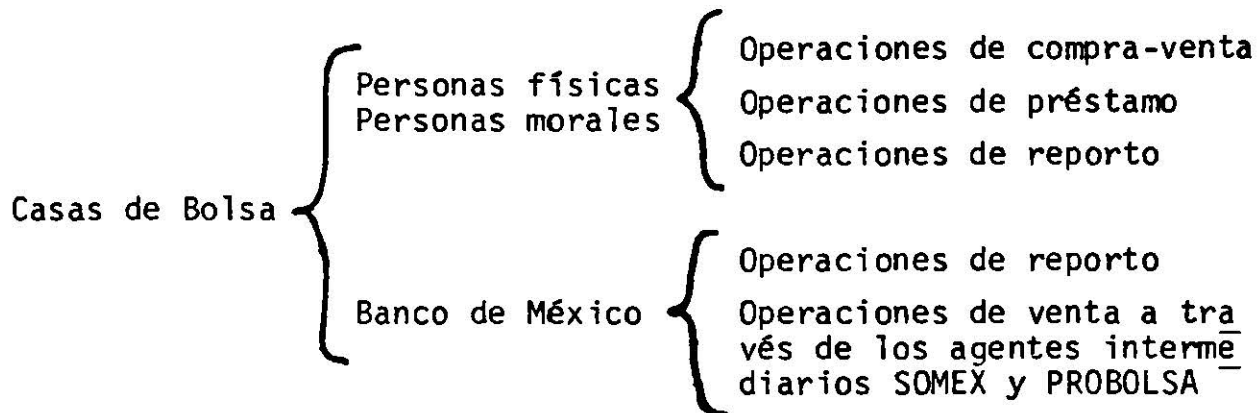 Operaciones de compra-venta
Personas físicas
Personas morales
Operaciones de préstamo
Operaciones de reporto
Casas de Bolsa
Operaciones de reporto
Banco de México
Operaciones de venta a tra
vés de los agentes interme
diarios SOMEX y PROBOLSA